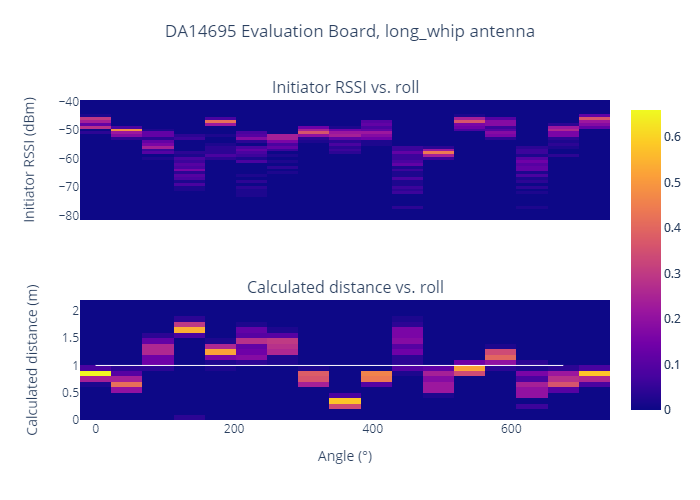 DA14695 Evaluation Board, long_whip antenna
Initiator RSSI vs. roll
Initiator RSSI (dBm)
−40
−50
−60
−70
−80
Calculated distance vs. roll
Calculated distance (m)
2
1.5
1
0.5
0
0 200 400 600
Angle (°)
0.6
0.5
0.4
0.3
0.2
0.1
0